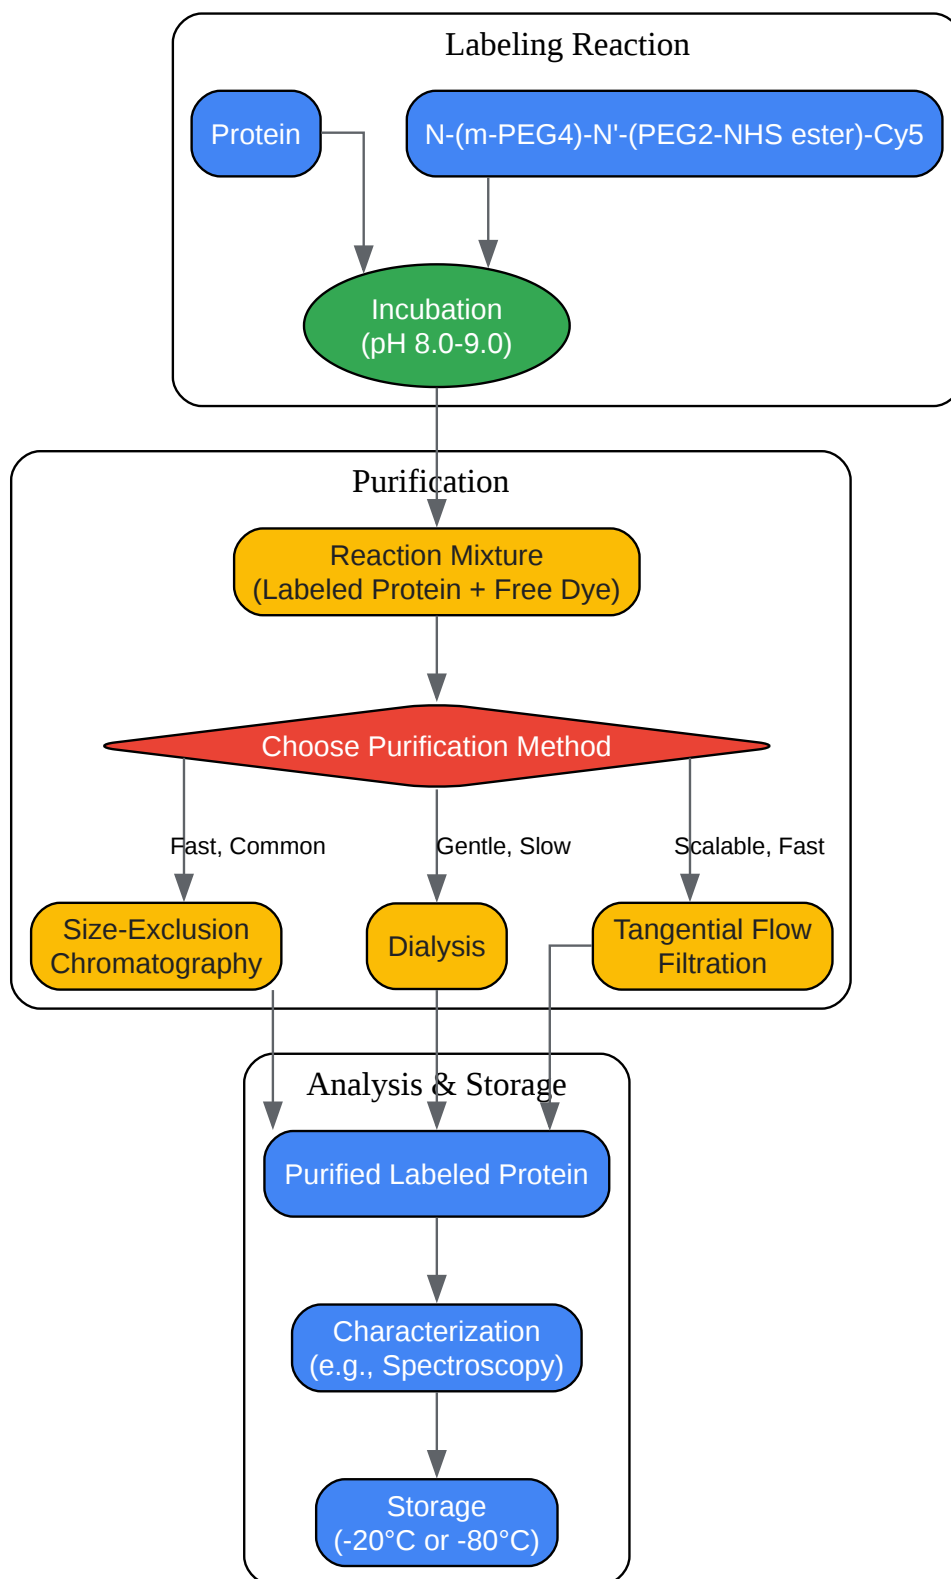 Labeling Reaction
Protein
N-(m-PEG4)-N'-(PEG2-NHS ester)-Cy5
Incubation
(pH 8.0-9.0)
Purification
Reaction Mixture
(Labeled Protein + Free Dye)
Choose Purification Method
Fast, Common
Gentle, Slow
Scalable, Fast
Size-Exclusion
Chromatography
Dialysis
Tangential Flow
Filtration
Analysis & Storage
Purified Labeled Protein
Characterization
(e.g., Spectroscopy)
Storage
(-20°C or -80°C)